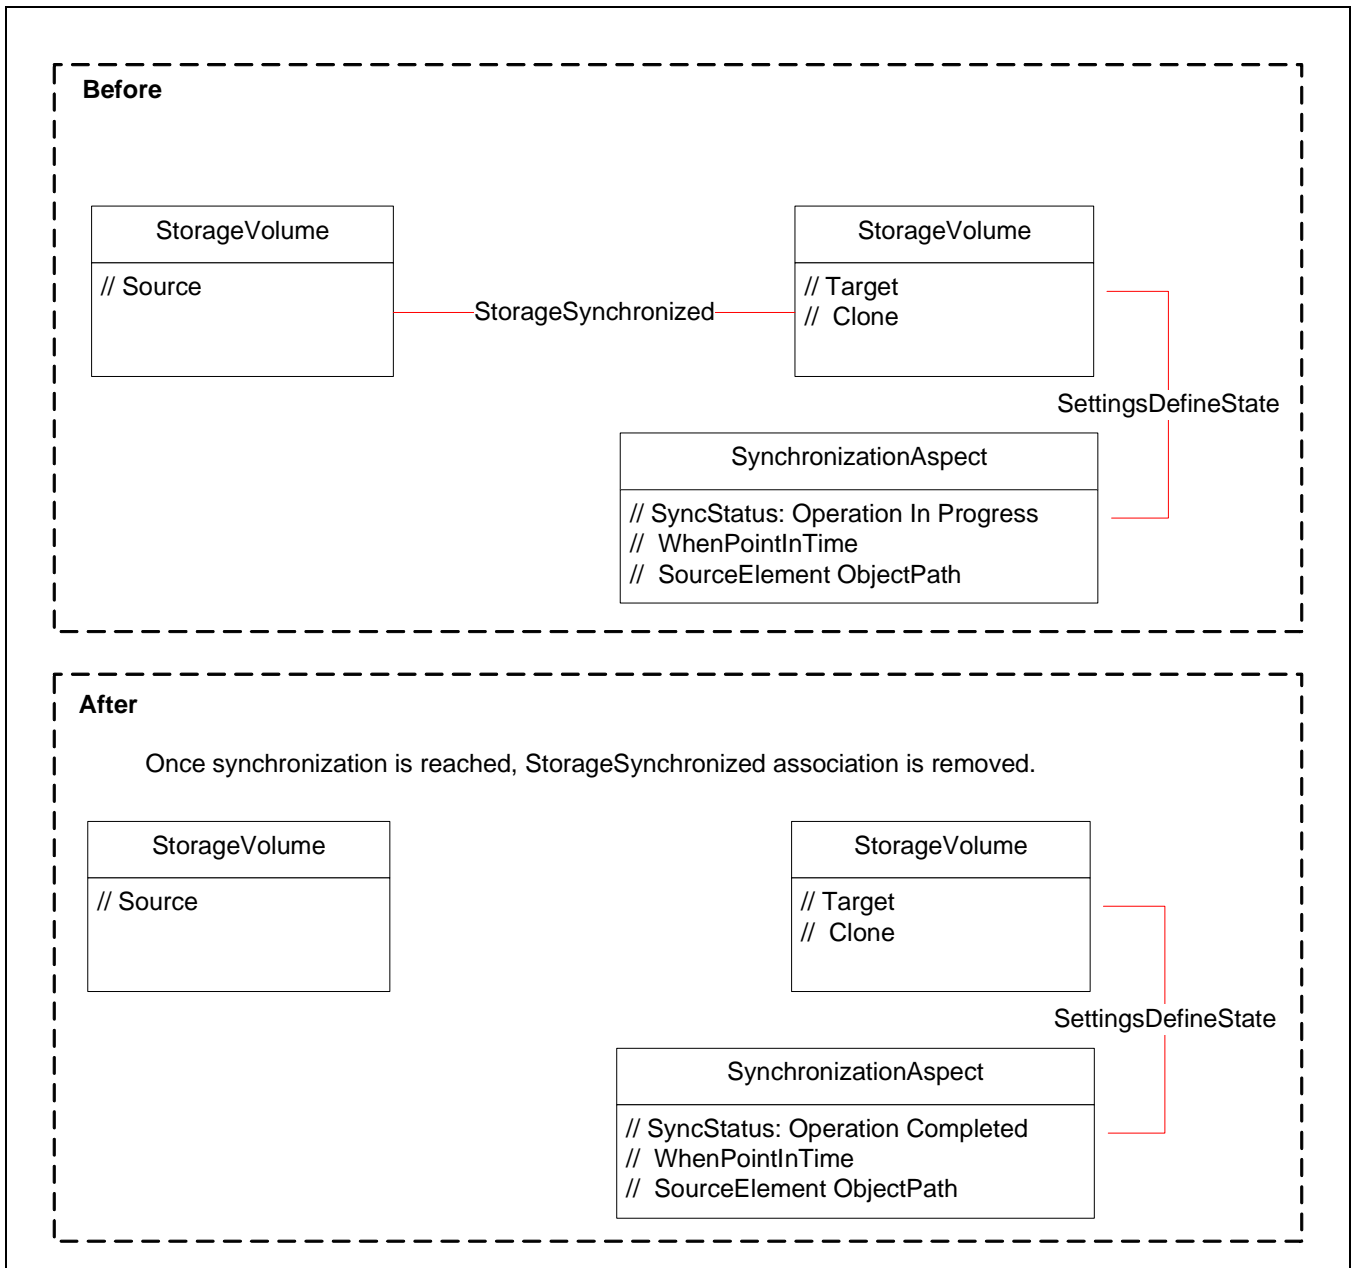 Before
StorageVolume
// Source
StorageSynchronized
StorageVolume
// Target
//  Clone
SettingsDefineState
SynchronizationAspect
// SyncStatus: Operation In Progress
//  WhenPointInTime
//  SourceElement ObjectPath
After
Once synchronization is reached, StorageSynchronized association is removed.
StorageVolume
// Source
StorageVolume
// Target
//  Clone
SettingsDefineState
SynchronizationAspect
// SyncStatus: Operation Completed
//  WhenPointInTime
//  SourceElement ObjectPath